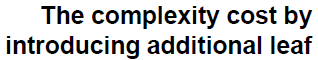 The complexity cost by
introducing additional leaf